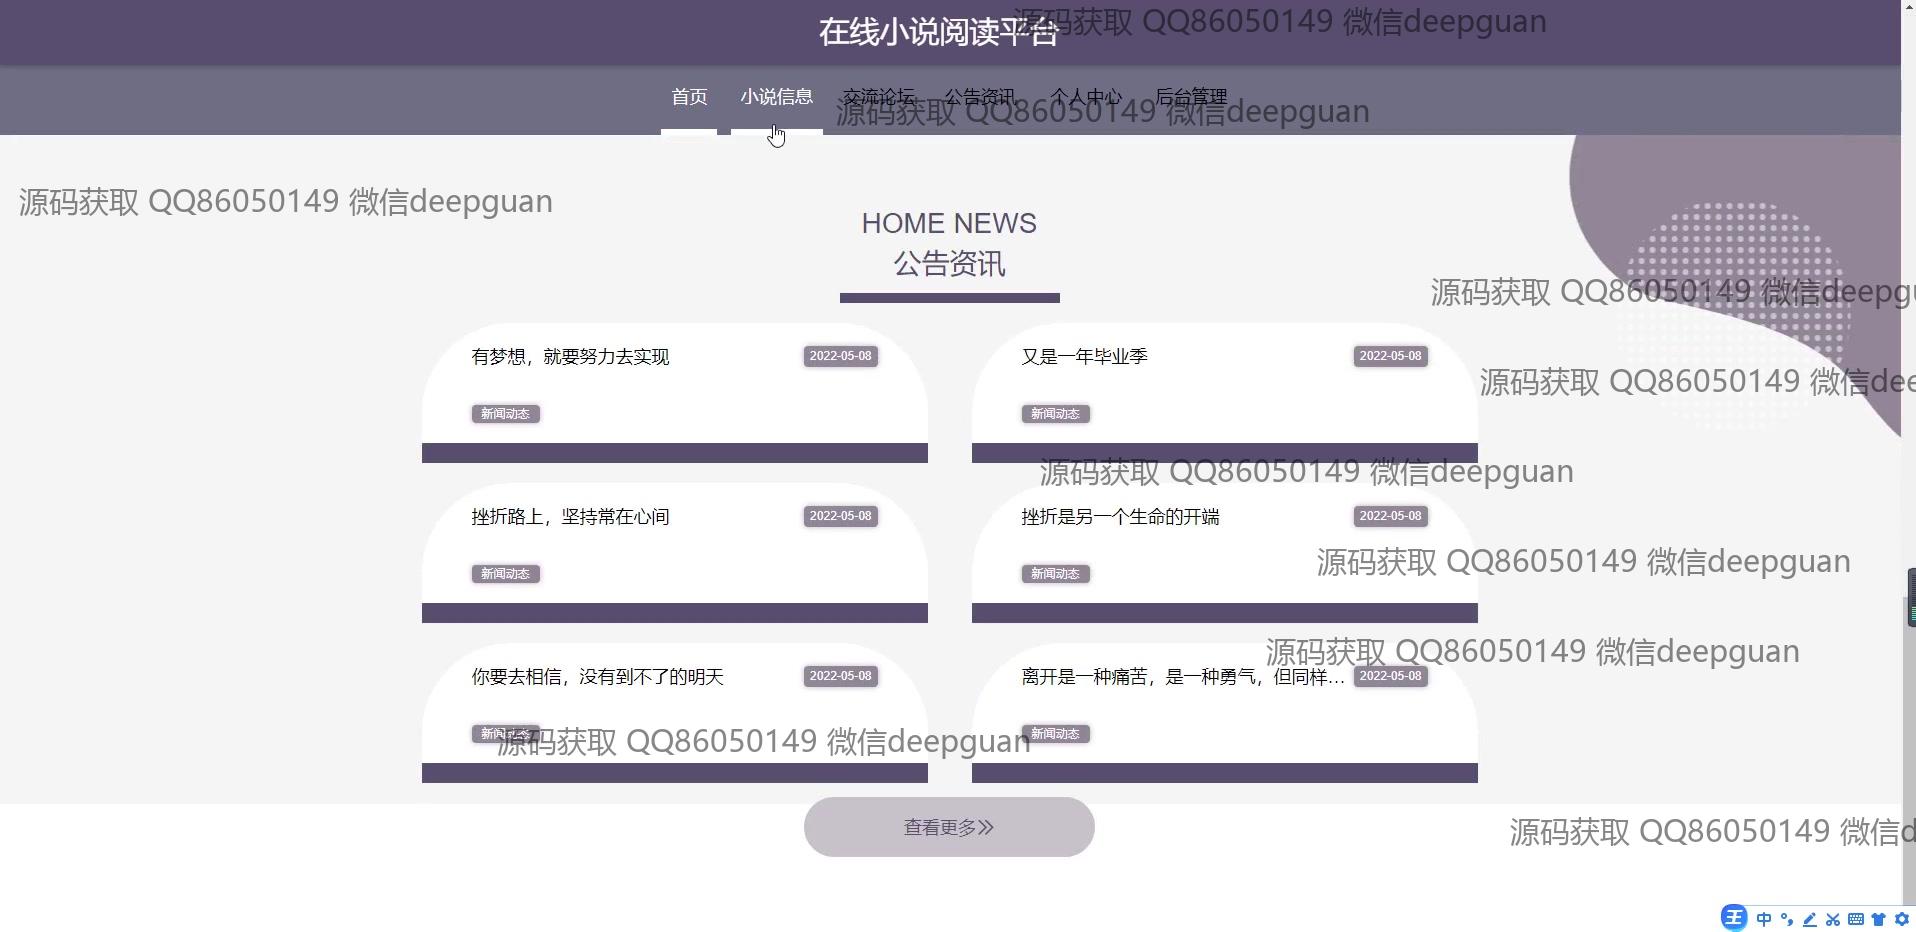 在线小说阅读平台
源码获取 QQ86050149 微信deepguan
首页 小说信息 交流论坛 公告资讯 个人中心 后台管理
源码获取 QQ86050149 微信deepguan
源码获取 QQ86050149 微信deepguan
HOME NEWS
公告资讯
源码获取 QQ86050149 微信deepgu
有梦想，就要努力去实现 2022-05-08
新闻动态
又是一年毕业季 2022-05-08
新闻动态
源码获取 QQ86050149 微信dee
源码获取 QQ86050149 微信deepguan
挫折路上，坚持常在心间 2022-05-08
新闻动态
挫折是另一个生命的开端 2022-05-08
新闻动态
源码获取 QQ86050149 微信deepguan
源码获取 QQ86050149 微信deepguan
你要去相信，没有到不了的明天 2022-05-08
新闻动态
离开是一种痛苦，是一种勇气，但同样... 2022-05-08
新闻动态
源码获取 QQ86050149 微信deepguan
查看更多
源码获取 QQ86050149 微信d
王 中